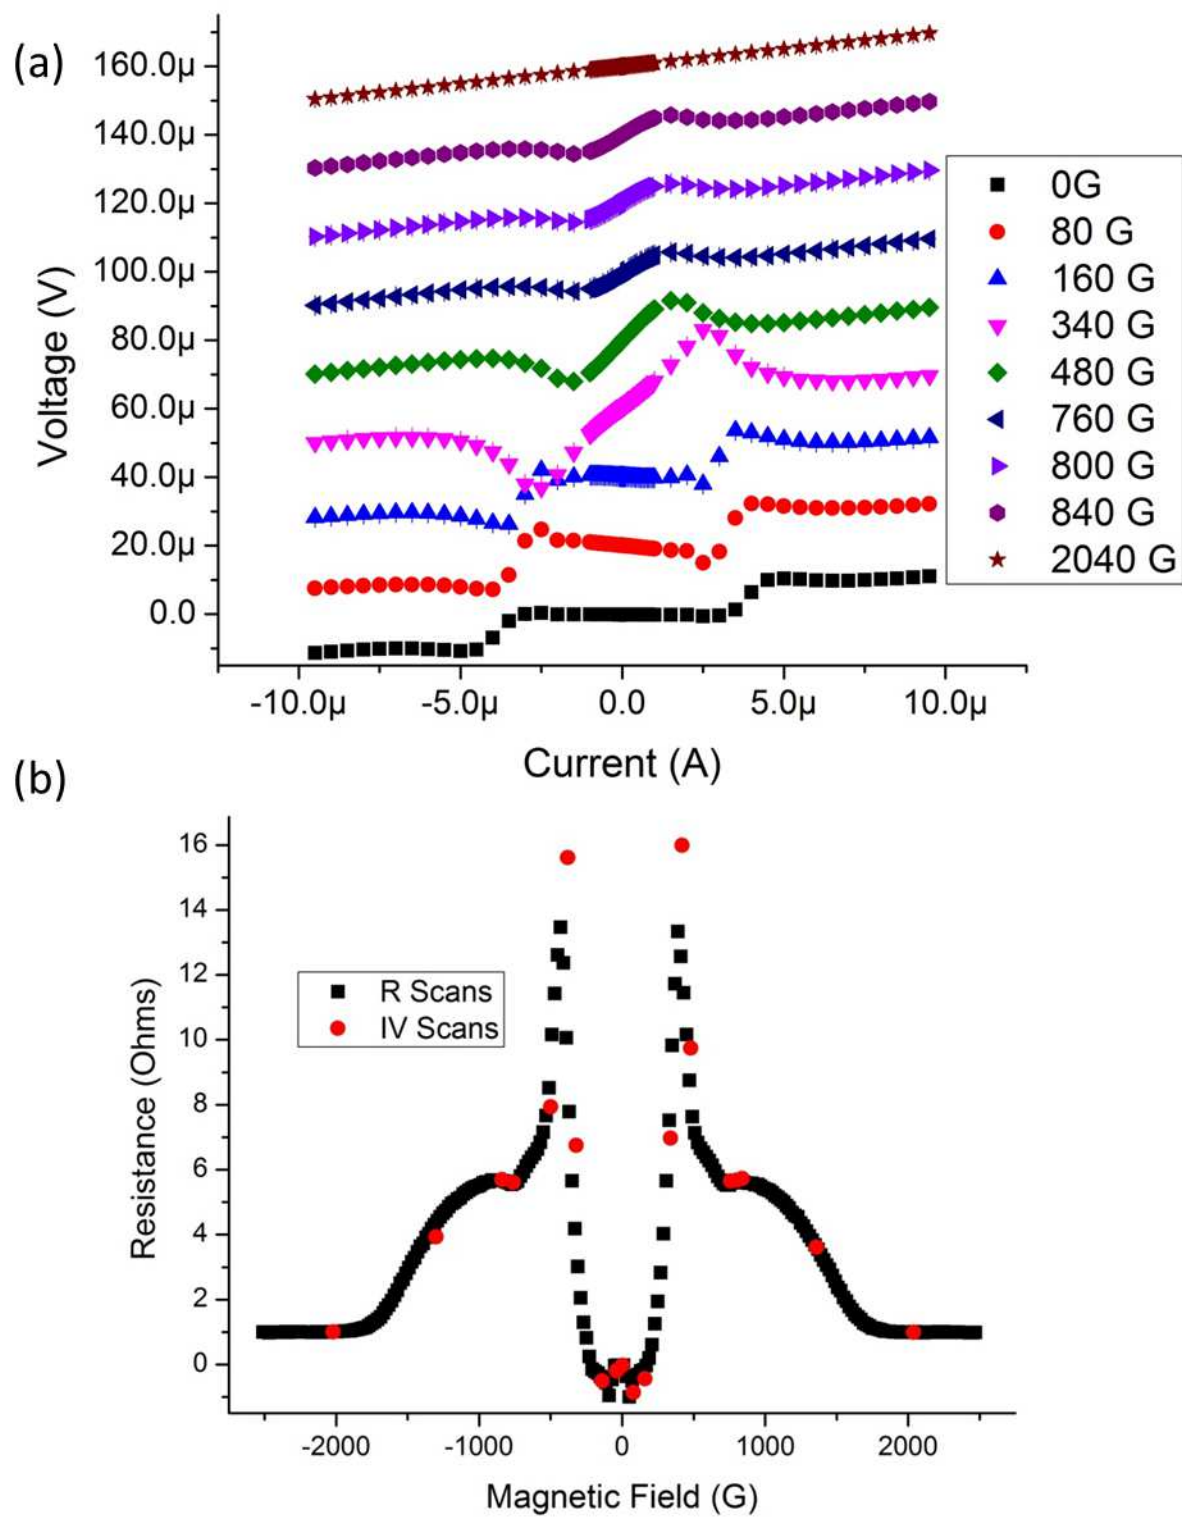 (a)
160.0µ
140.0µ
120.0µ
100.0µ
80.0µ
60.0µ
40.0µ
20.0µ
0.0
Voltage (V)
0G
80 G
160 G
340 G
480 G
760 G
800 G
840 G
2040 G
-10.0µ -5.0µ 0.0 5.0µ 10.0µ
Current (A)
(b)
16
14
12
10
8
6
4
2
0
Resistance (Ohms)
R Scans
IV Scans
-2000 -1000 0 1000 2000
Magnetic Field (G)